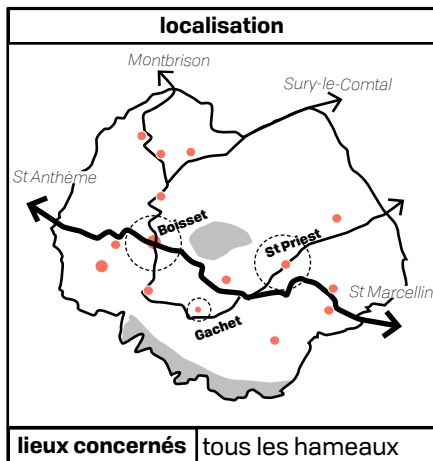 localisation
Montbrison
Sury-le-Comtal
St Anthème
Boisset
St Priest
St Marcellin
Gachet
lieux concernés tous les hameaux